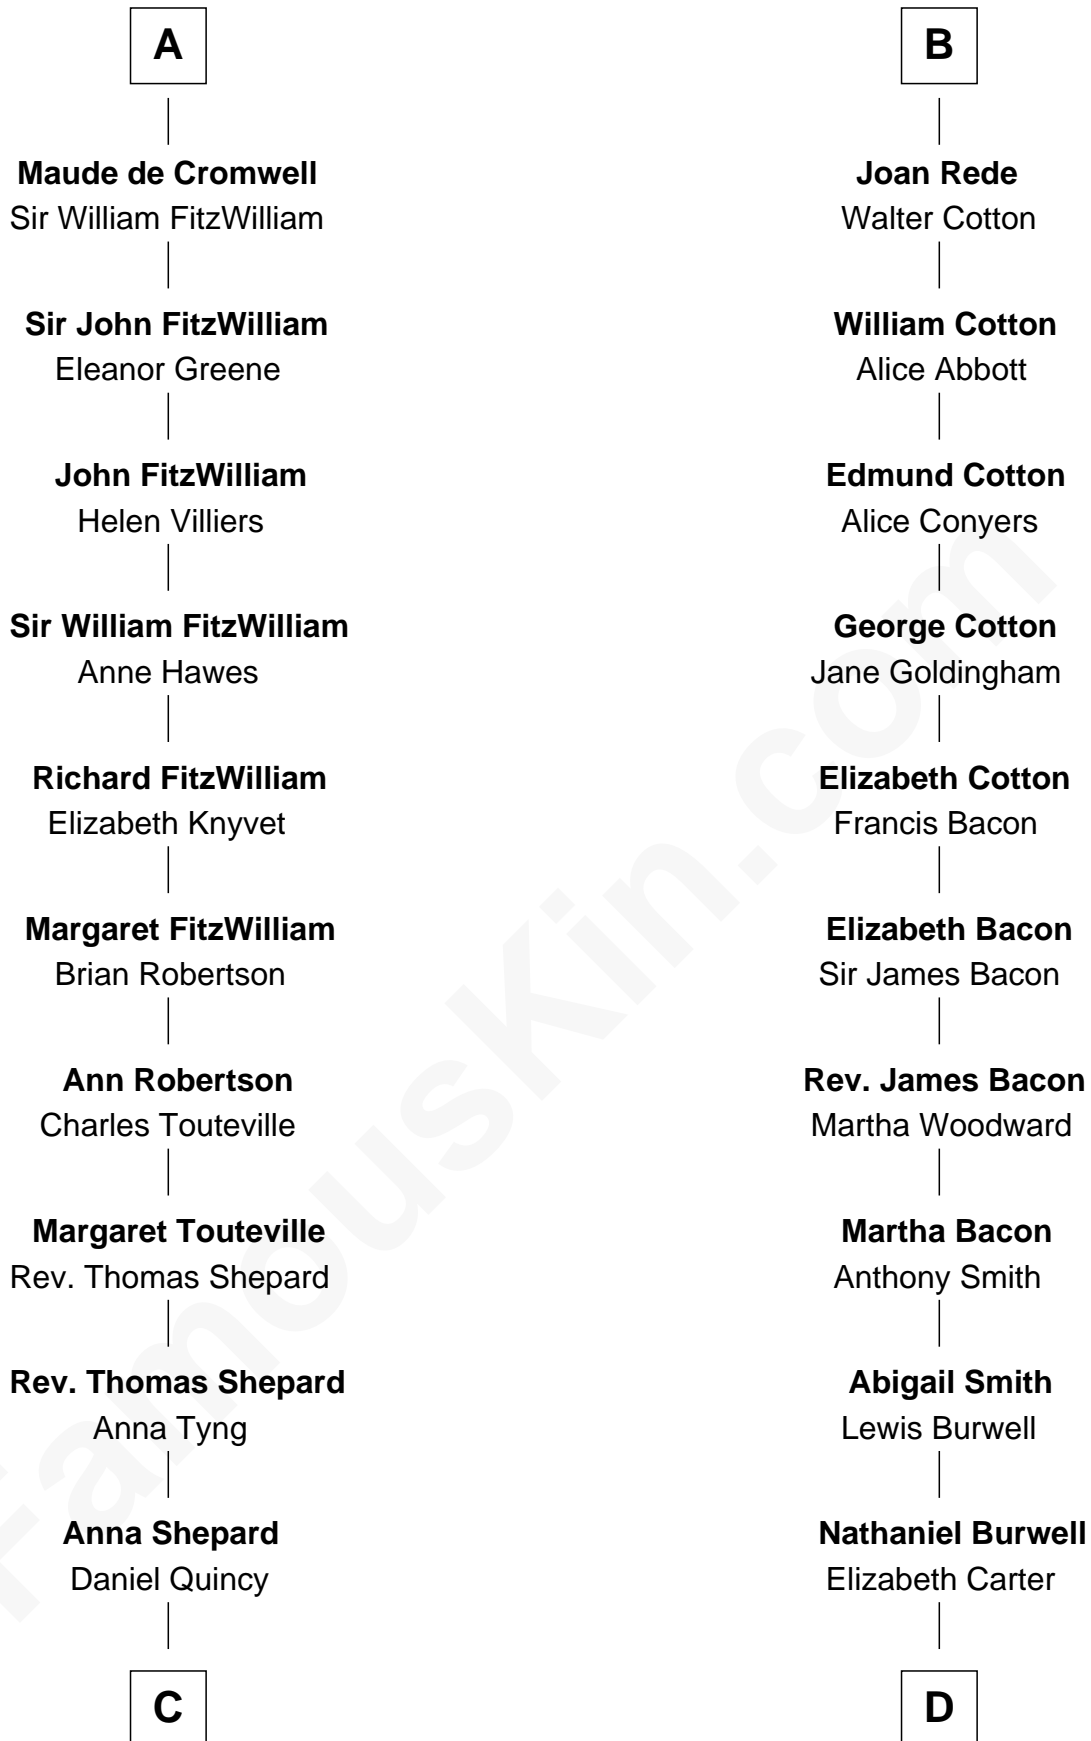 A
Maude de Cromwell
Sir William FitzWilliam
Sir John FitzWilliam
Eleanor Greene
John FitzWilliam
Helen Villiers
Sir William FitzWilliam
Anne Hawes
Richard FitzWilliam
Elizabeth Knyvet
Margaret FitzWilliam
Brian Robertson
Ann Robertson
Charles Touteville
Margaret Touteville
Rev. Thomas Shepard
Rev. Thomas Shepard
Anna Tyng
Anna Shepard
Daniel Quincy
C
B
Joan Rede
Walter Cotton
William Cotton
Alice Abbott
Edmund Cotton
Alice Conyers
George Cotton
Jane Goldingham
Elizabeth Cotton
Francis Bacon
Elizabeth Bacon
Sir James Bacon
Rev. James Bacon
Martha Woodward
Martha Bacon
Anthony Smith
Abigail Smith
Lewis Burwell
Nathaniel Burwell
Elizabeth Carter
D
FamousKin.com